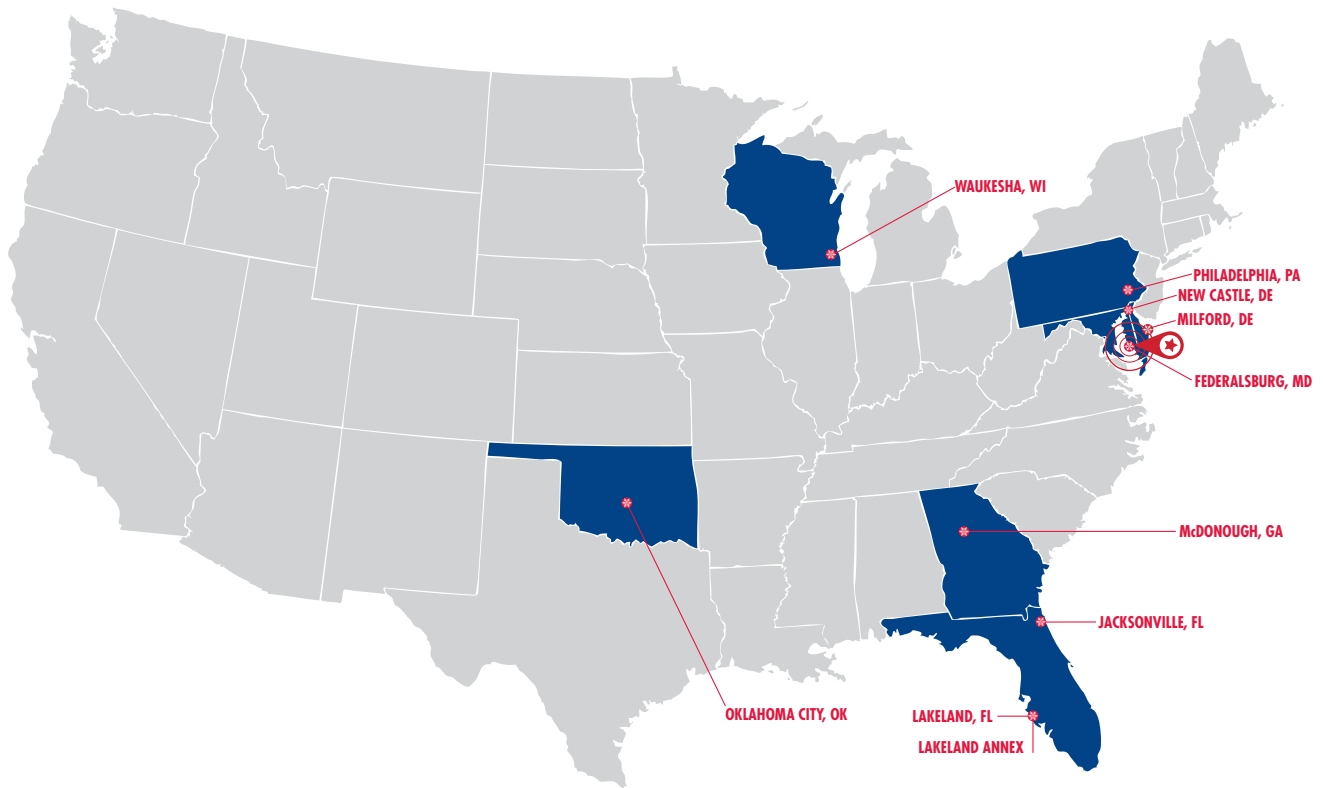 WAUKESHA, WI
PHILADELPHIA, PA
NEW CASTLE, DE
MILFORD, DE
FEDERALSBURG, MD
McDONOUGH, GA
JACKSONVILLE, FL
OKLAHOMA CITY, OK
LAKELAND, FL
LAKELAND ANNEX